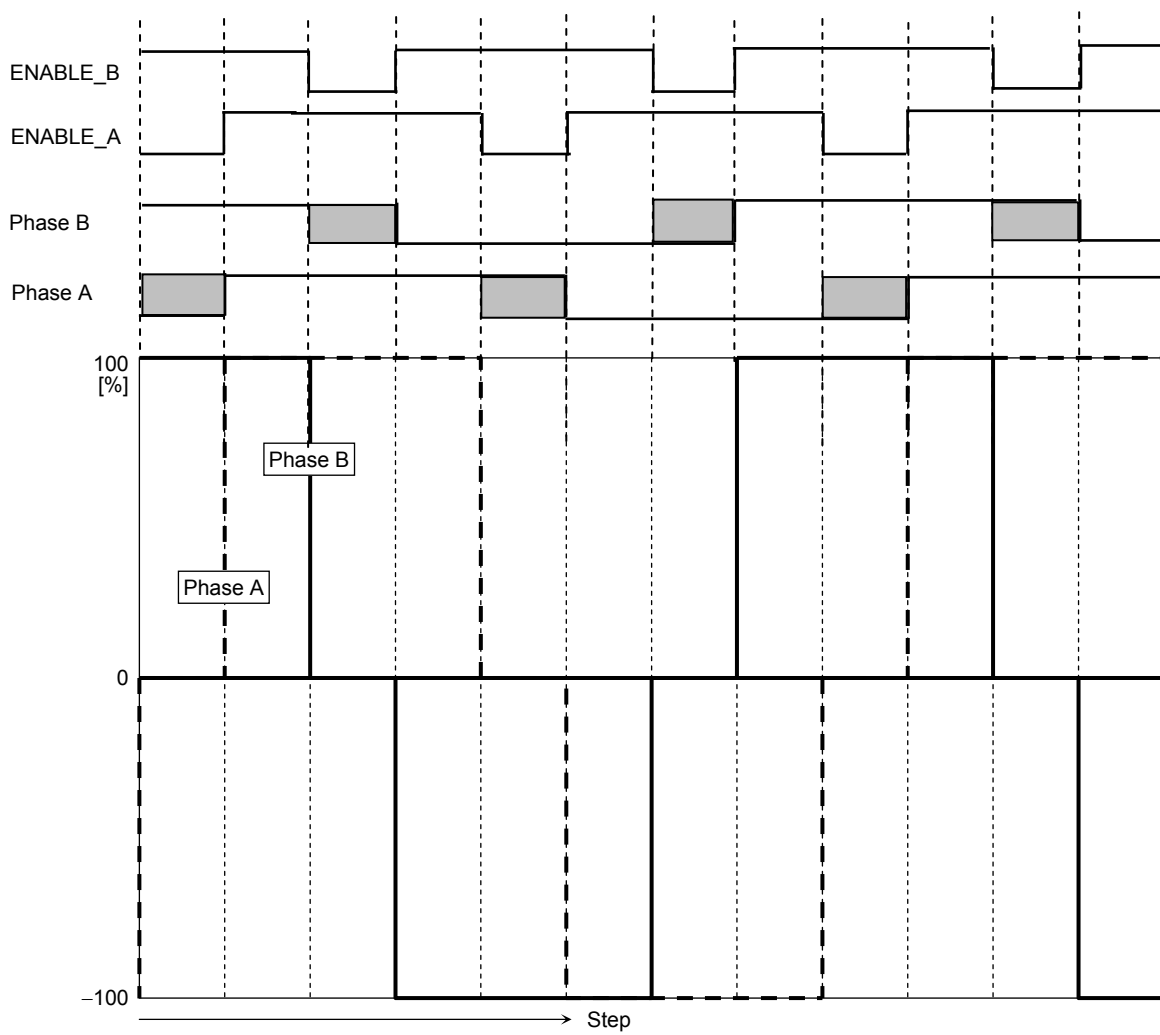 ENABLE_B
ENABLE_A
Phase B
Phase A
100
[%]
Phase B
Phase A
0
−100
Step